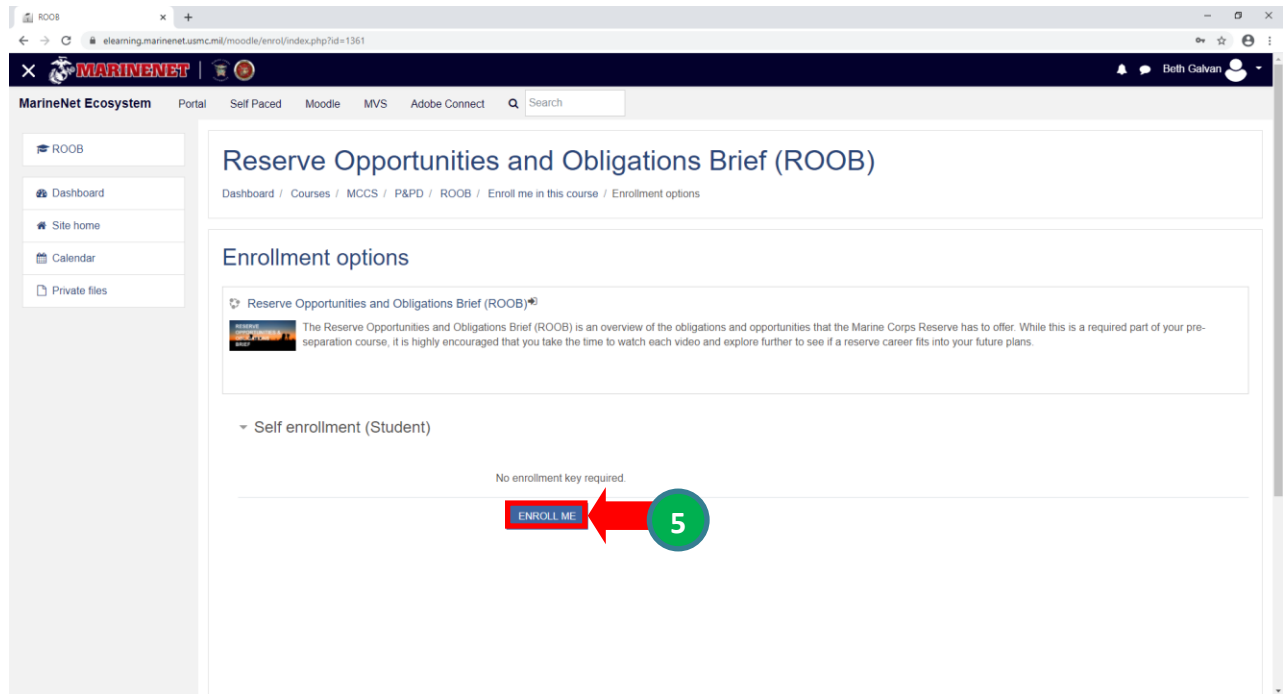 ROOB
elearning.marinenet.usmc.mil/moodle/enrol/index.php?id=1361
MARINENET
Beth Galvan
MarineNet Ecosystem Portal Self Paced Moodle MVS Adobe Connect Search
ROOB
Dashboard
Site home
Calendar
Private files
Reserve Opportunities and Obligations Brief (ROOB)
Dashboard / Courses / MCCS / P&PD / ROOB / Enroll me in this course / Enrollment options
Enrollment options
Reserve Opportunities and Obligations Brief (ROOB)
RESERVE
OPPORTUNITIES &
BRIEF
The Reserve Opportunities and Obligations Brief (ROOB) is an overview of the obligations and opportunities that the Marine Corps Reserve has to offer. While this is a required part of your pre-
separation course, it is highly encouraged that you take the time to watch each video and explore further to see if a reserve career fits into your future plans.
Self enrollment (Student)
No enrollment key required.
ENROLL ME
5